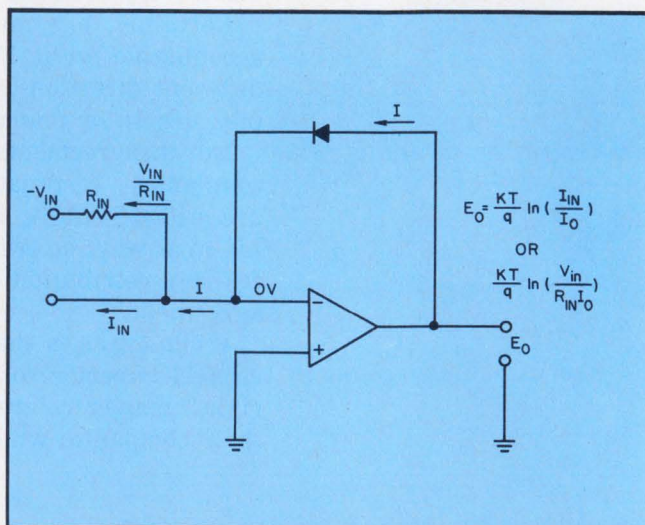 I
V_IN / R_IN
-V_IN
R_IN
E_O = KT/q ln (I_IN / I_O)
OR
KT/q ln (V_in / R_IN I_O)
I
OV
−
+
I_IN
E_O